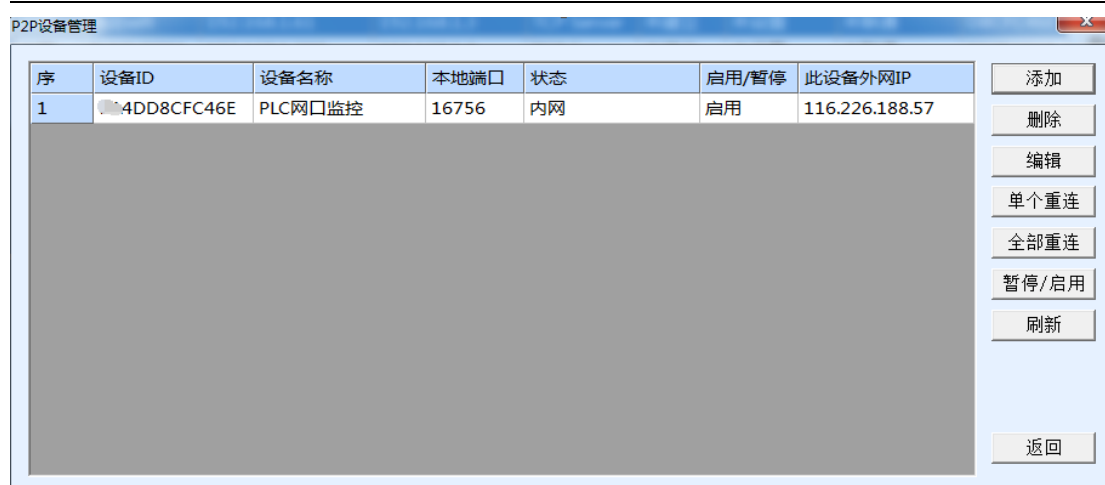 P2P设备管理
序 设备ID 设备名称 本地端口 状态 启用/暂停 此设备外网IP
1 4DD8CFC46E PLC网口监控 16756 内网 启用 116.226.188.57
添加
删除
编辑
单个重连
全部重连
暂停/启用
刷新
返回